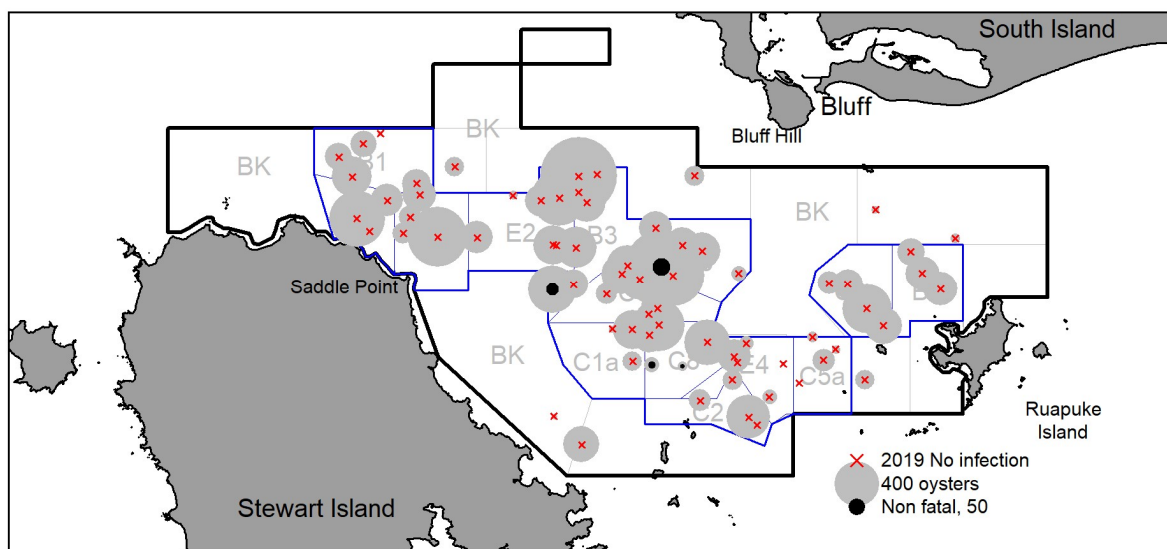 South Island
Bluff
Bluff Hill
BK
BK
BK
B1
E2
B3
Saddle Point
BK
C1a
E4
C5a
C2
Ruapuke
Island
2019 No infection
400 oysters
Non fatal, 50
Stewart Island